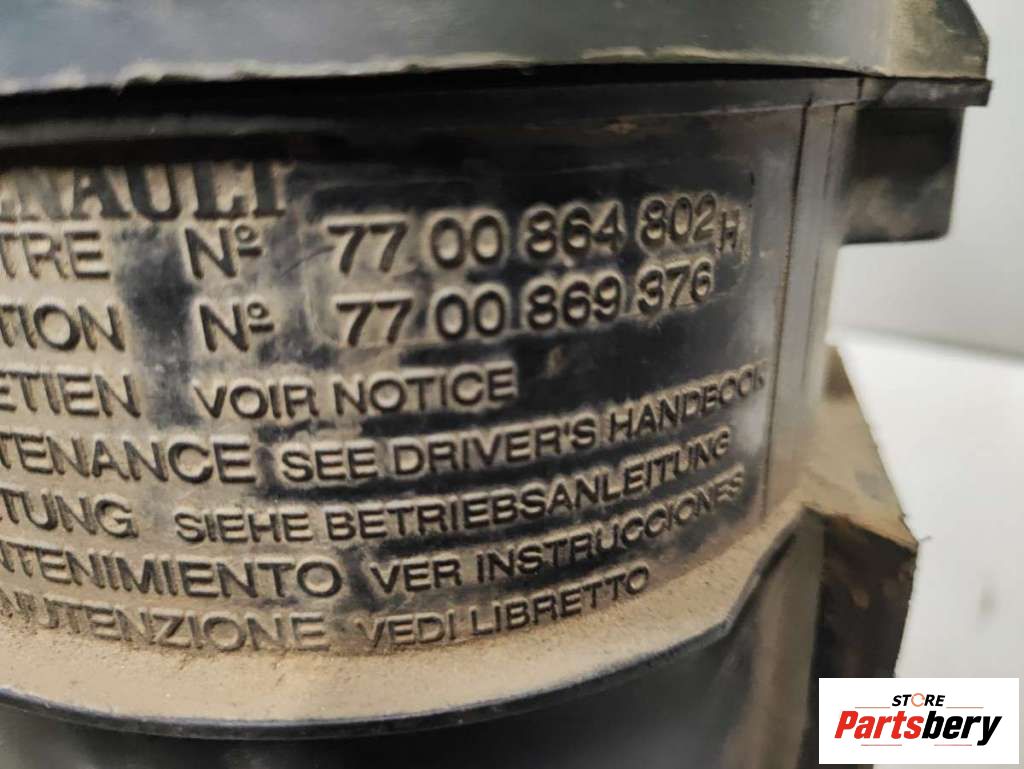 ENAULT
TRE Nº 77 00 864 802 H
TION Nº 77 00 869 376
ETIEN VOIR NOTICE
TENANCE SEE DRIVER'S HANDBOOK
TUNG SIEHE BETRIEBSANLEITUNG
NTENIMIENTO VER INSTRUCCIONES
NUTENZIONE VEDI LIBRETTO
STORE
Partsbery